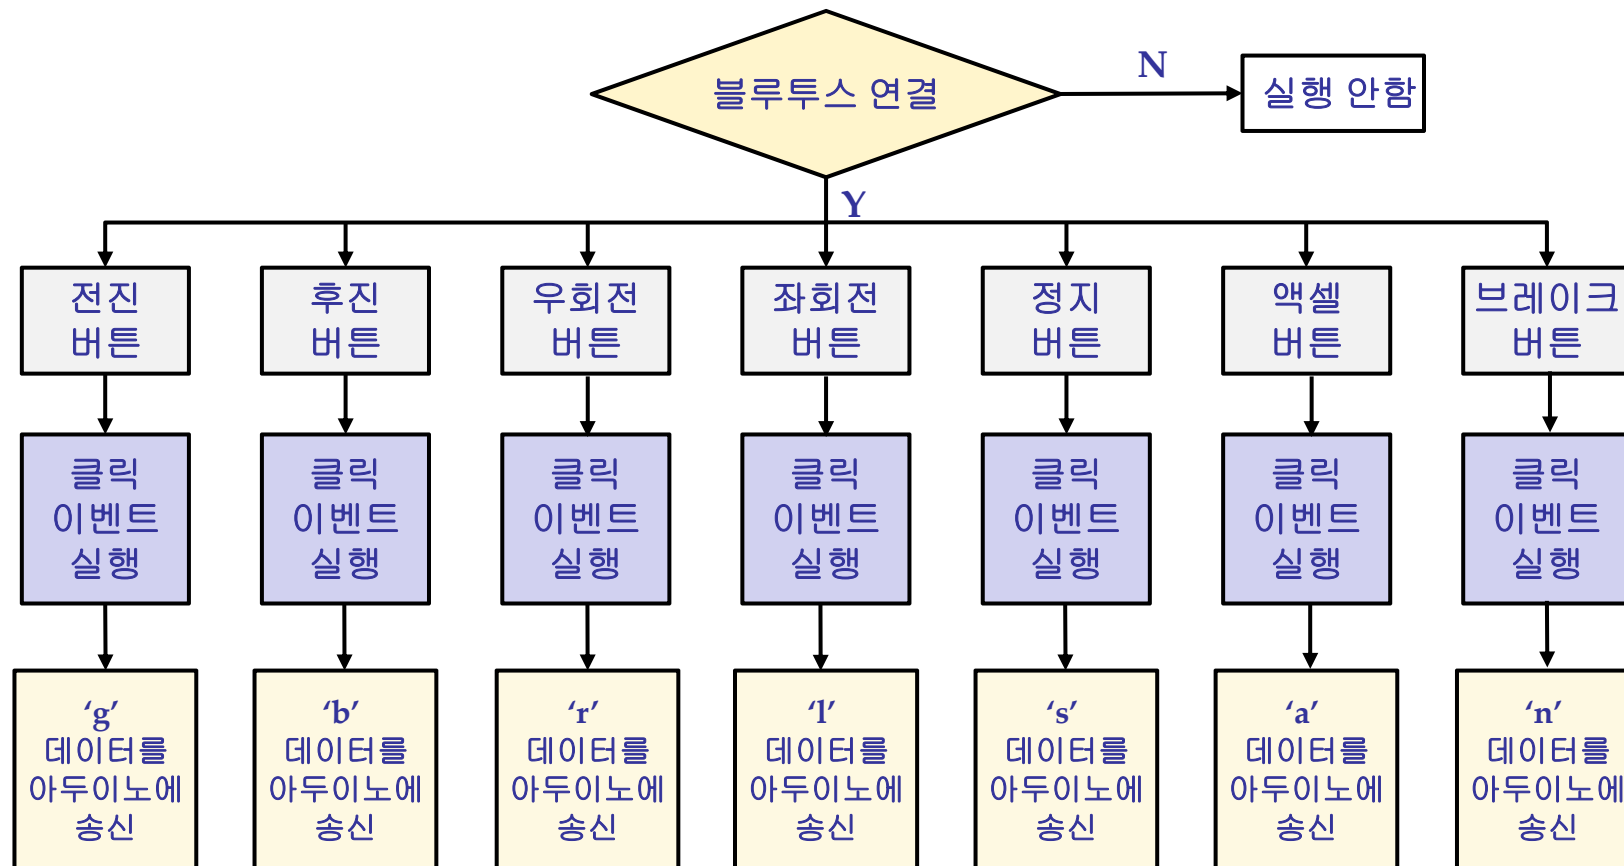 블루투스 연결
N
실행 안함
Y
전진
버튼
후진
버튼
우회전
버튼
좌회전
버튼
정지
버튼
액셀
버튼
브레이크
버튼
클릭
이벤트
실행
클릭
이벤트
실행
클릭
이벤트
실행
클릭
이벤트
실행
클릭
이벤트
실행
클릭
이벤트
실행
클릭
이벤트
실행
‘g’
데이터를
아두이노에
송신
‘b’
데이터를
아두이노에
송신
‘r’
데이터를
아두이노에
송신
‘l’
데이터를
아두이노에
송신
‘s’
데이터를
아두이노에
송신
‘a’
데이터를
아두이노에
송신
‘n’
데이터를
아두이노에
송신